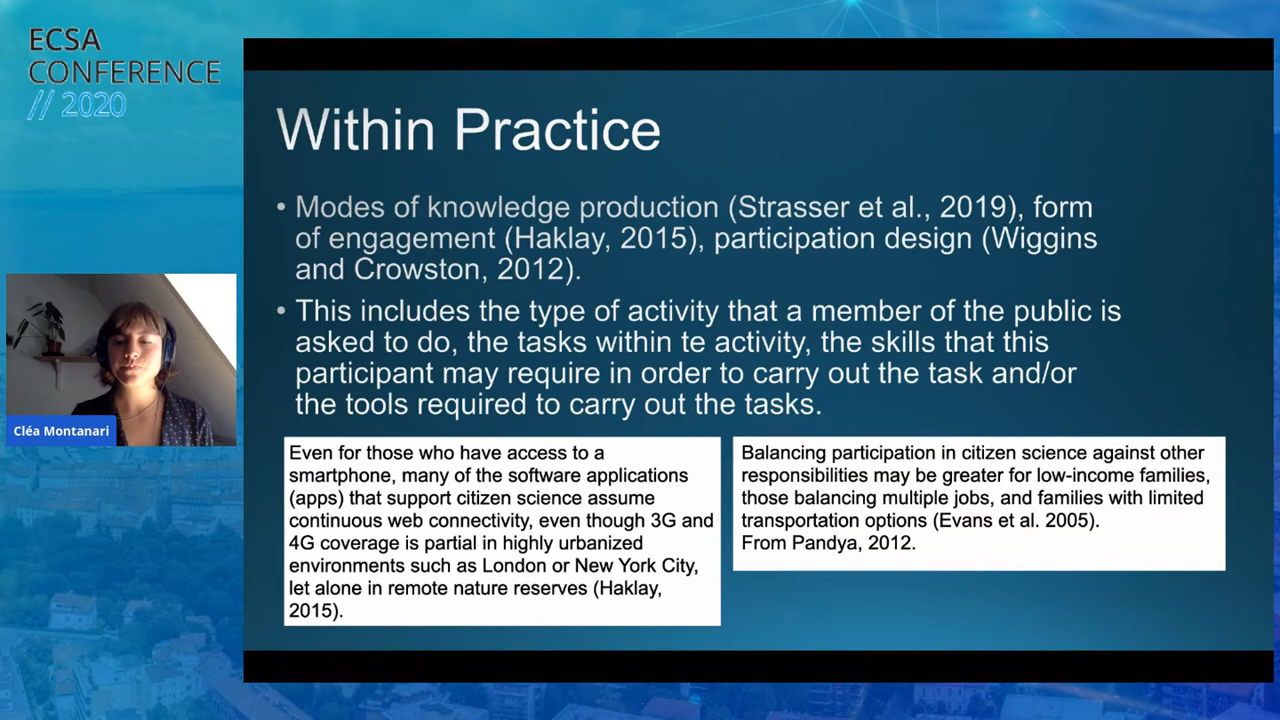 ECSA
CONFERENCE
// 2020
Within Practice
• Modes of knowledge production (Strasser et al., 2019), form
of engagement (Haklay, 2015), participation design (Wiggins
and Crowston, 2012).
• This includes the type of activity that a member of the public is
asked to do, the tasks within te activity, the skills that this
participant may require in order to carry out the task and/or
the tools required to carry out the tasks.
Even for those who have access to a
smartphone, many of the software applications
(apps) that support citizen science assume
continuous web connectivity, even though 3G and
4G coverage is partial in highly urbanized
environments such as London or New York City,
let alone in remote nature reserves (Haklay,
2015).
Balancing participation in citizen science against other
responsibilities may be greater for low-income families,
those balancing multiple jobs, and families with limited
transportation options (Evans et al. 2005).
From Pandya, 2012.
Cléa Montanari